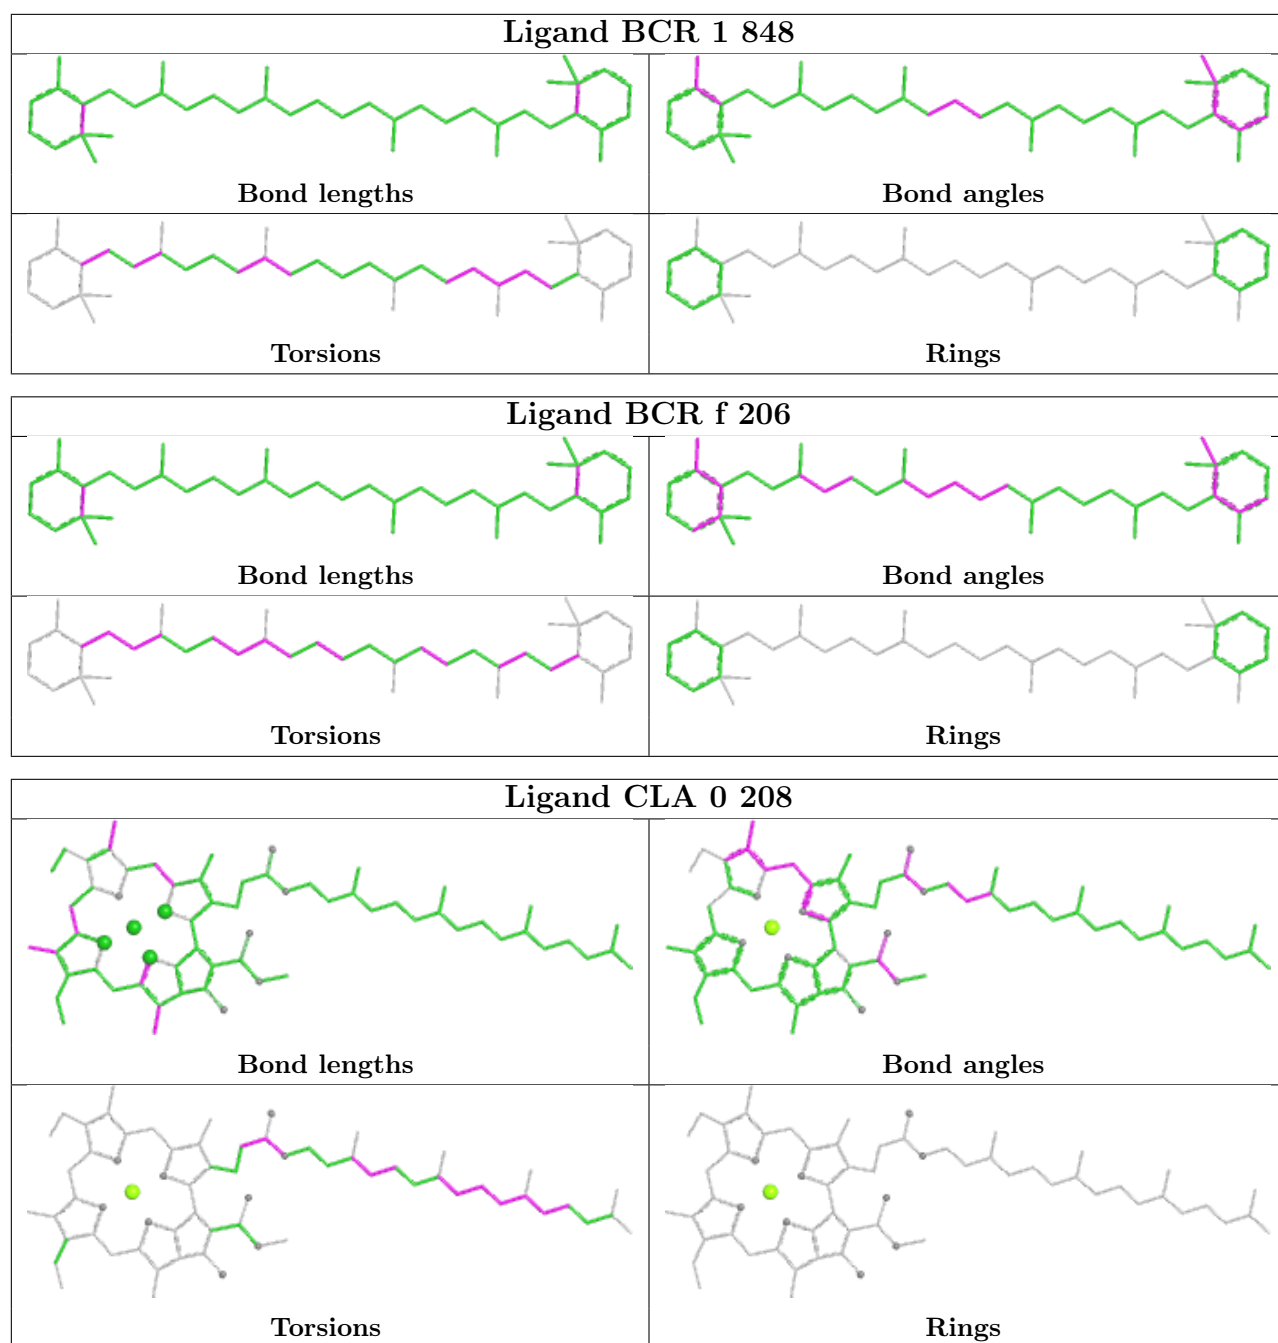 Ligand BCR 1 848
Bond lengths
Bond angles
Torsions
Rings
Ligand BCR f 206
Bond lengths
Bond angles
Torsions
Rings
Ligand CLA 0 208
Bond lengths
Bond angles
Torsions
Rings